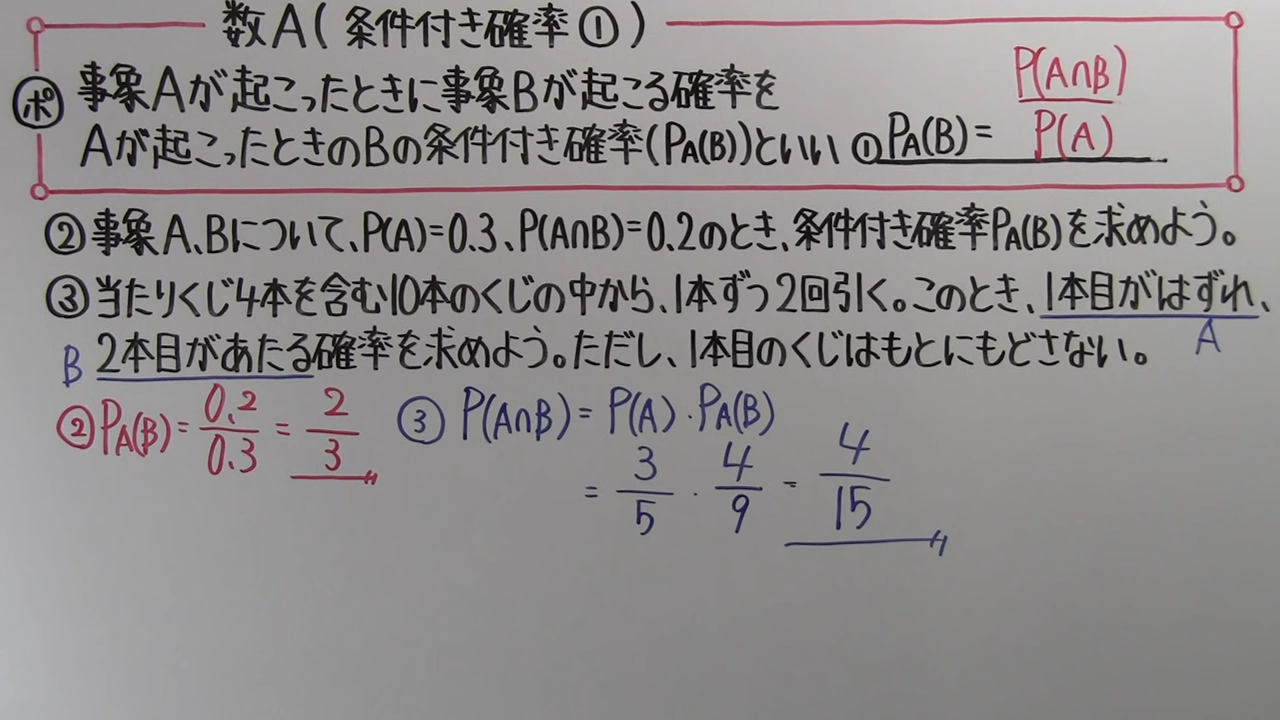 数A(条件付き確率①)
ポ 事象Aが起こったときに事象Bが起こる確率を
Aが起こったときのBの条件付き確率(PA(B))といい ①PA(B)= P(A∩B)/P(A)
②事象A、Bについて、P(A)=0.3、P(A∩B)=0.2のとき、条件付き確率PA(B)を求めよう。
③当たりくじ4本を含む10本のくじの中から、1本ずつ2回引く。このとき、1本目がはずれ、
A
B 2本目があたる確率を求めよう。ただし、1本目のくじはもとにもどさない。
②PA(B)= 0.2/0.3 = 2/3
③ P(A∩B)= P(A)・PA(B)
= 3/5 ・ 4/9 = 4/15